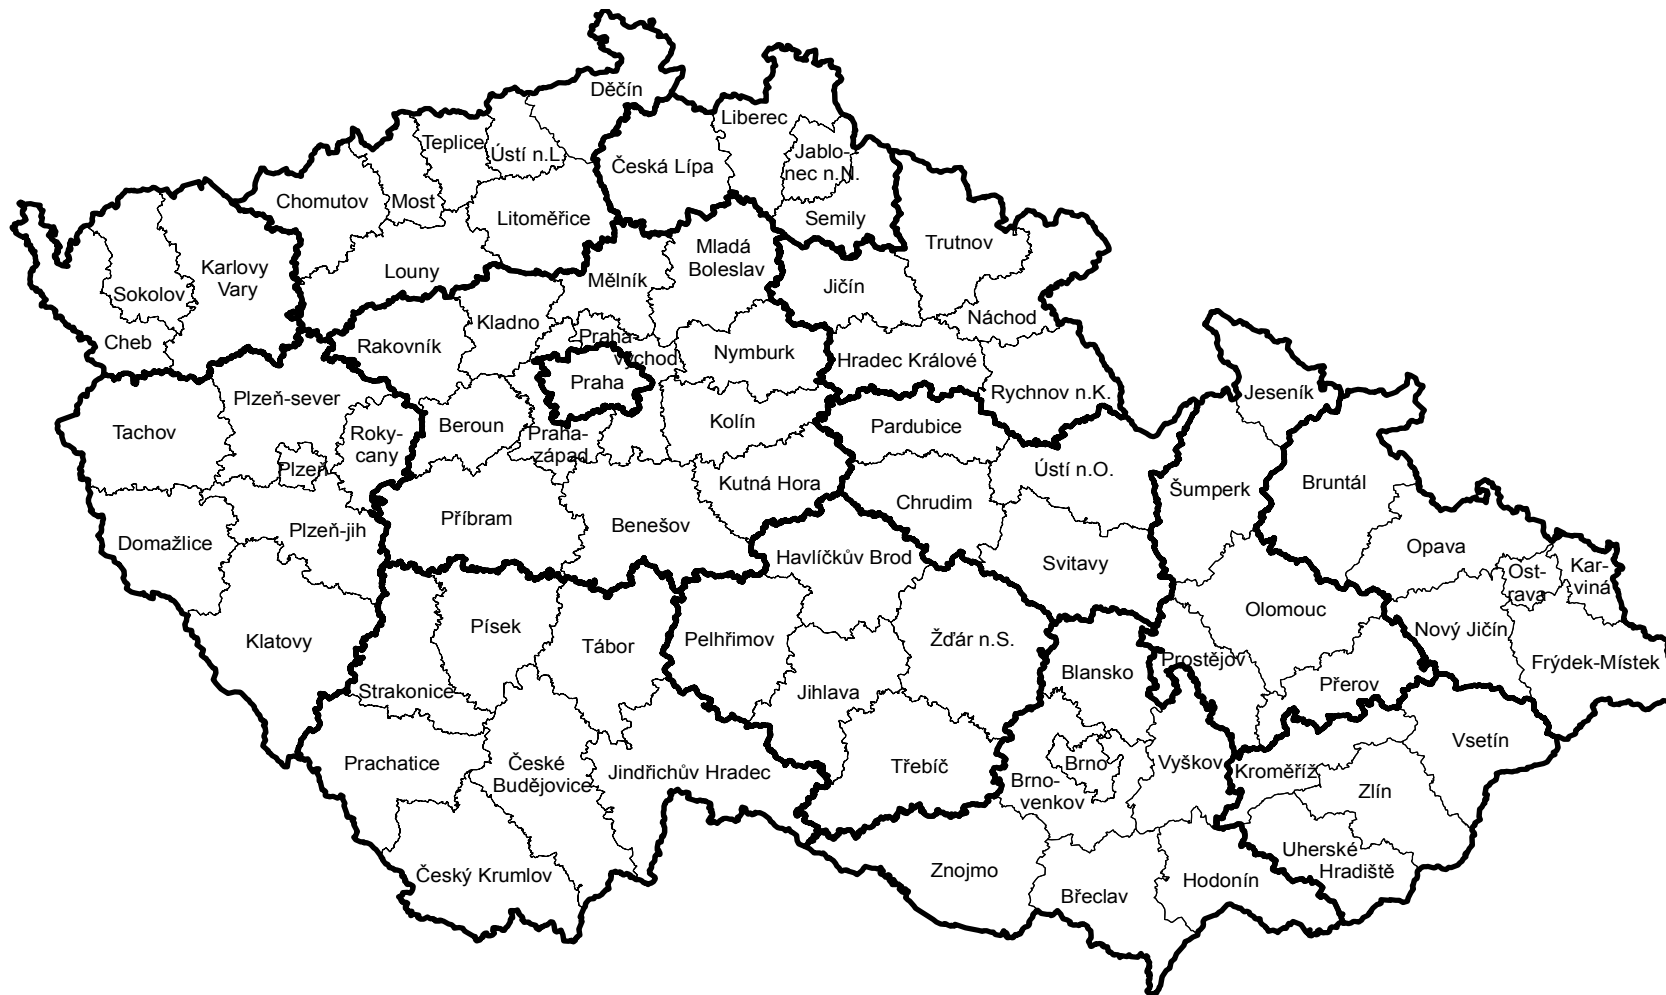 Děčín
Liberec
Teplice
Ústí n.L.
Jablo-
nec n.N.
Česká Lípa
Chomutov
Most
Litoměřice
Semily
Trutnov
Mladá
Boleslav
Karlovy
Vary
Louny
Mělník
Jičín
Sokolov
Náchod
Kladno
Cheb
Rakovník
Praha-
východ
Nymburk
Hradec Králové
Praha
Rychnov n.K.
Jeseník
Plzeň-sever
Tachov
Roky-
cany
Beroun
Kolín
Pardubice
Praha-
západ
Plzeň
Ústí n.O.
Kutná Hora
Šumperk
Bruntál
Chrudim
Příbram
Benešov
Plzeň-jih
Domažlice
Havlíčkův Brod
Svitavy
Opava
Ost-
rava
Kar-
viná
Olomouc
Klatovy
Písek
Tábor
Pelhřimov
Žďár n.S.
Nový Jičín
Prostějov
Frýdek-Místek
Blansko
Strakonice
Jihlava
Přerov
Vsetín
Prachatice
České
Budějovice
Jindřichův Hradec
Třebíč
Brno
Brno-
venkov
Vyškov
Kroměříž
Zlín
Uherské
Hradiště
Český Krumlov
Znojmo
Hodonín
Břeclav